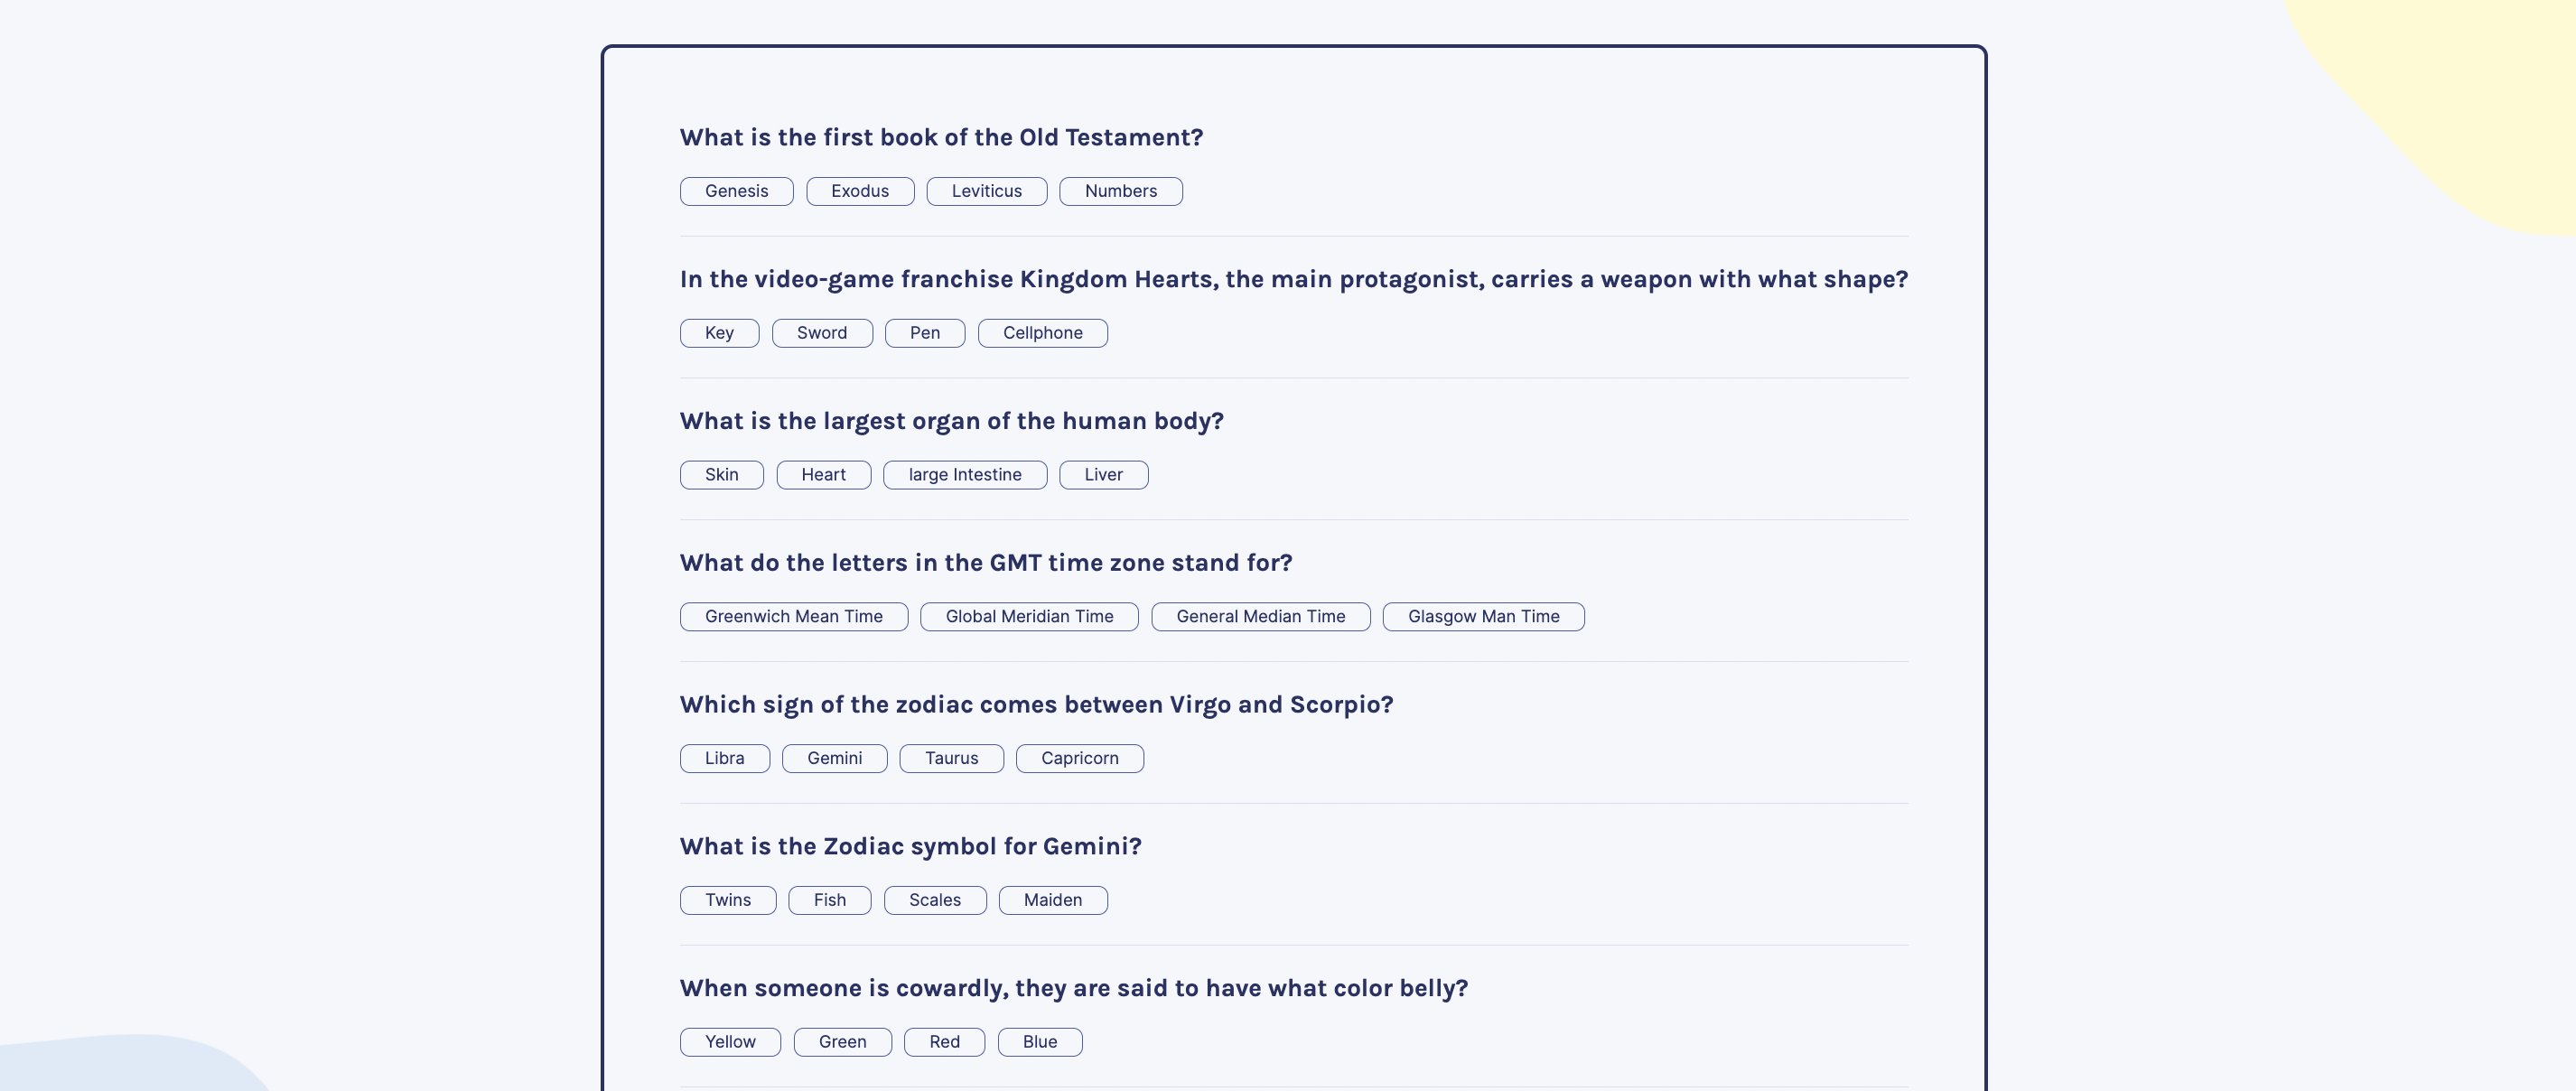 What is the first book of the Old Testament?
Genesis Exodus Leviticus Numbers
In the video-game franchise Kingdom Hearts, the main protagonist, carries a weapon with what shape?
Key Sword Pen Cellphone
What is the largest organ of the human body?
Skin Heart large Intestine Liver
What do the letters in the GMT time zone stand for?
Greenwich Mean Time Global Meridian Time General Median Time Glasgow Man Time
Which sign of the zodiac comes between Virgo and Scorpio?
Libra Gemini Taurus Capricorn
What is the Zodiac symbol for Gemini?
Twins Fish Scales Maiden
When someone is cowardly, they are said to have what color belly?
Yellow Green Red Blue